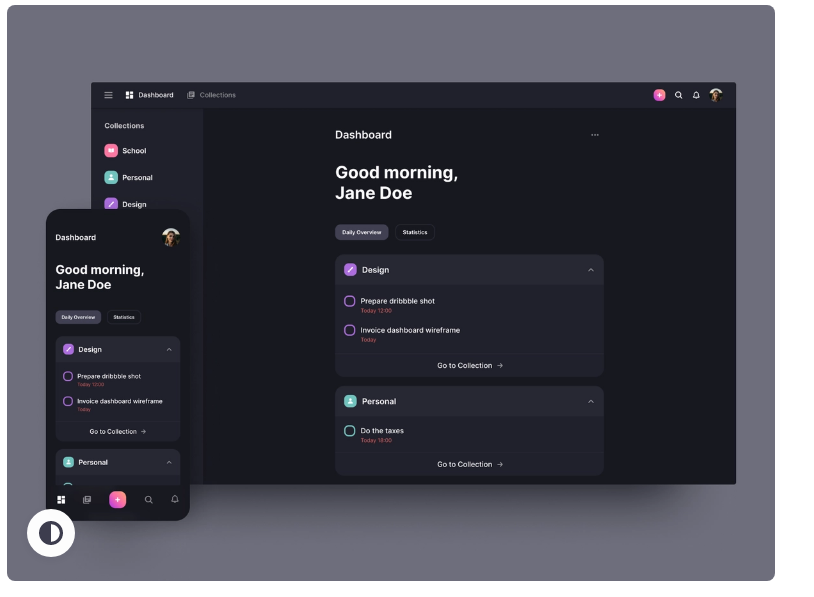 Dashboard
Collections
Collections
School
Personal
Design
Dashboard
Good morning,
Jane Doe
Daily Overview
Statistics
Design
Prepare dribbble shot
Today 12:00
Invoice dashboard wireframe
Today
Go to Collection →
Personal
Do the taxes
Today 18:00
Go to Collection →
Dashboard
Good morning,
Jane Doe
Daily Overview
Statistics
Design
Prepare dribbble shot
Today 12:00
Invoice dashboard wireframe
Today
Go to Collection →
Personal